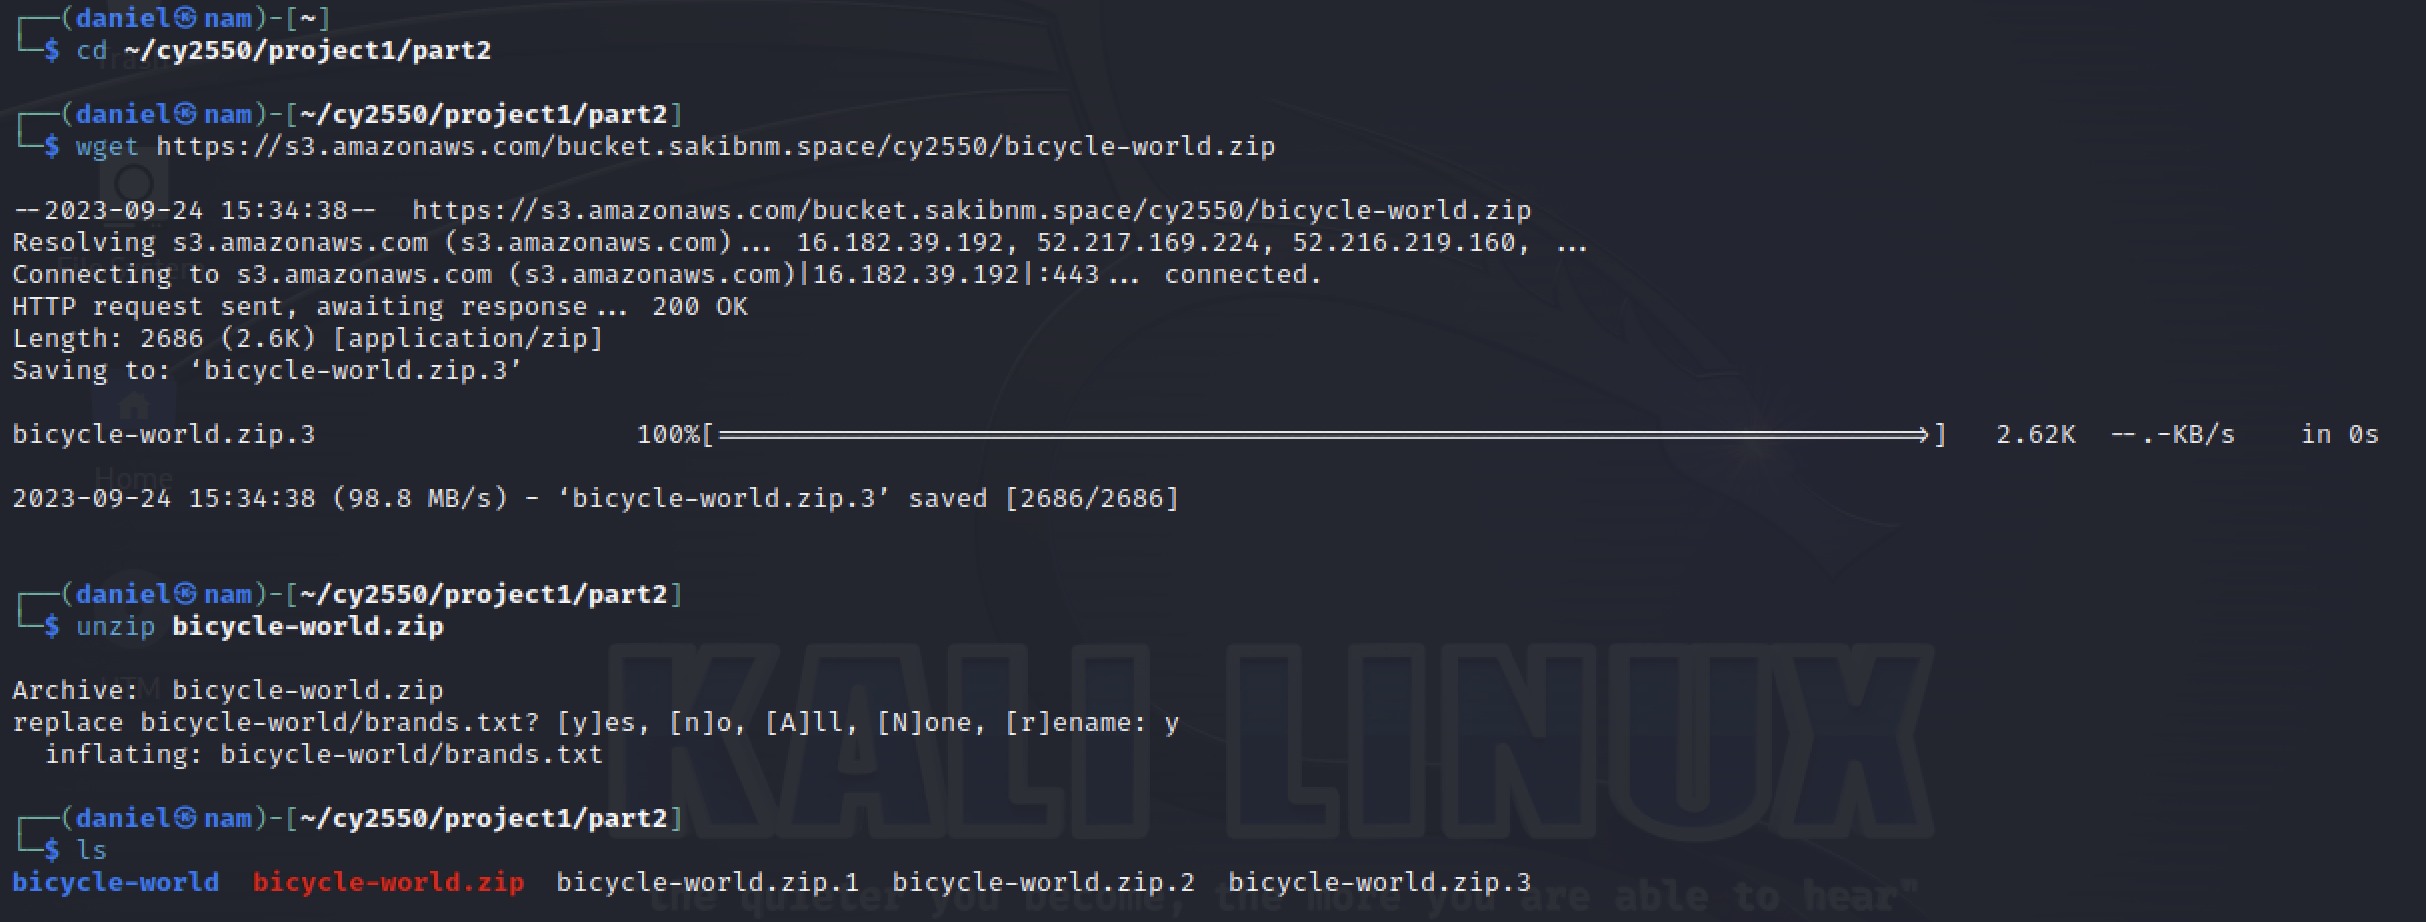 ┌──(daniel㉿nam)-[~]
└─$ cd ~/cy2550/project1/part2
┌──(daniel㉿nam)-[~/cy2550/project1/part2]
└─$ wget https://s3.amazonaws.com/bucket.sakibnm.space/cy2550/bicycle-world.zip
--2023-09-24 15:34:38--  https://s3.amazonaws.com/bucket.sakibnm.space/cy2550/bicycle-world.zip
Resolving s3.amazonaws.com (s3.amazonaws.com)... 16.182.39.192, 52.217.169.224, 52.216.219.160, ...
Connecting to s3.amazonaws.com (s3.amazonaws.com)|16.182.39.192|:443... connected.
HTTP request sent, awaiting response... 200 OK
Length: 2686 (2.6K) [application/zip]
Saving to: ‘bicycle-world.zip.3’
bicycle-world.zip.3 100%[===================>] 2.62K --.-KB/s in 0s
2023-09-24 15:34:38 (98.8 MB/s) - ‘bicycle-world.zip.3’ saved [2686/2686]
┌──(daniel㉿nam)-[~/cy2550/project1/part2]
└─$ unzip bicycle-world.zip
Archive:  bicycle-world.zip
replace bicycle-world/brands.txt? [y]es, [n]o, [A]ll, [N]one, [r]ename: y
  inflating: bicycle-world/brands.txt
┌──(daniel㉿nam)-[~/cy2550/project1/part2]
└─$ ls
bicycle-world  bicycle-world.zip  bicycle-world.zip.1  bicycle-world.zip.2  bicycle-world.zip.3
Trash
File System
Home
KALI LINUX
"the quieter you become, the more you are able to hear"